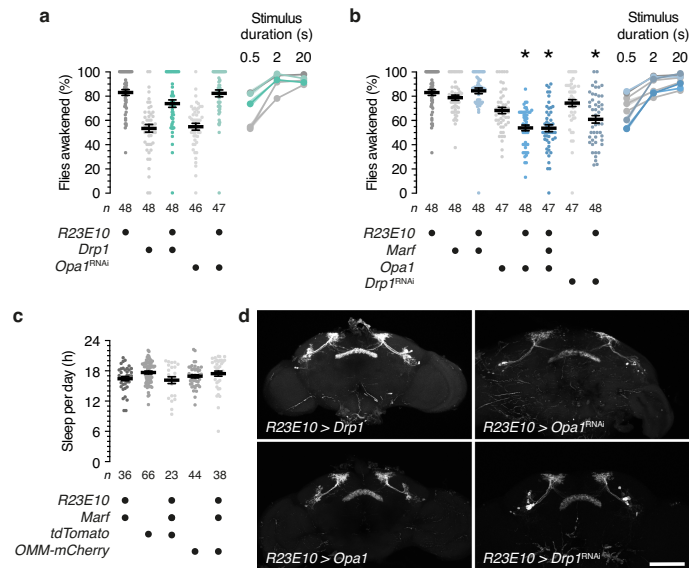 a
Stimulus
duration (s)
0.5 2 20
Flies awakened (%)
100
80
60
40
20
0
n 48 48 48 46 47
R23E10
Drp1
Opa1RNAi
b
Stimulus
duration (s)
0.5 2 20
* * *
Flies awakened (%)
100
80
60
40
20
0
n 48 48 48 47 48 47 47 48
R23E10
Marf
Opa1
Drp1RNAi
c
Sleep per day (h)
24
18
12
6
0
n 36 66 23 44 38
R23E10
Marf
tdTomato
OMM-mCherry
d
R23E10 > Drp1
R23E10 > Opa1RNAi
R23E10 > Opa1
R23E10 > Drp1RNAi